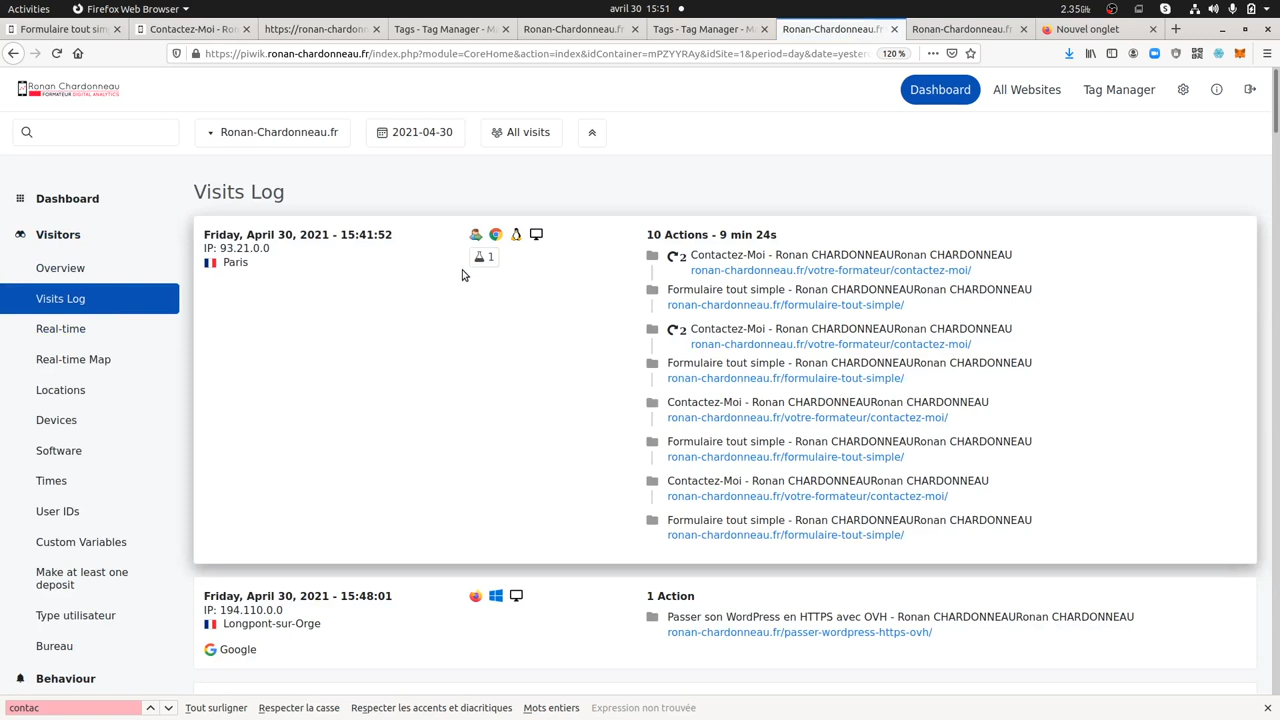 Activities
Firefox Web Browser
avril 30 15:51
2.35
Formulaire tout sim
Contactez-Moi - Ro
https://ronan-chardonn
Tags - Tag Manager - M
Ronan-Chardonneau.fr
Tags - Tag Manager - M
Ronan-Chardonneau.fr
Ronan-Chardonneau.fr
Nouvel onglet
https://piwik.ronan-chardonneau.fr/index.php?module=CoreHome&action=index&idContainer=mPZYYRAy&idSite=1&period=day&date=yester
120 %
Ronan Chardonneau
FORMATEUR DIGITAL ANALYTICS
Dashboard
All Websites
Tag Manager
Ronan-Chardonneau.fr
2021-04-30
All visits
Dashboard
Visitors
Overview
Visits Log
Real-time
Real-time Map
Locations
Devices
Software
Times
User IDs
Custom Variables
Make at least one
deposit
Type utilisateur
Bureau
Behaviour
Visits Log
Friday, April 30, 2021 - 15:41:52
IP: 93.21.0.0
Paris
1
10 Actions - 9 min 24s
2 Contactez-Moi - Ronan CHARDONNEAURonan CHARDONNEAU
ronan-chardonneau.fr/votre-formateur/contactez-moi/
Formulaire tout simple - Ronan CHARDONNEAURonan CHARDONNEAU
ronan-chardonneau.fr/formulaire-tout-simple/
2 Contactez-Moi - Ronan CHARDONNEAURonan CHARDONNEAU
ronan-chardonneau.fr/votre-formateur/contactez-moi/
Formulaire tout simple - Ronan CHARDONNEAURonan CHARDONNEAU
ronan-chardonneau.fr/formulaire-tout-simple/
Contactez-Moi - Ronan CHARDONNEAURonan CHARDONNEAU
ronan-chardonneau.fr/votre-formateur/contactez-moi/
Formulaire tout simple - Ronan CHARDONNEAURonan CHARDONNEAU
ronan-chardonneau.fr/formulaire-tout-simple/
Contactez-Moi - Ronan CHARDONNEAURonan CHARDONNEAU
ronan-chardonneau.fr/votre-formateur/contactez-moi/
Formulaire tout simple - Ronan CHARDONNEAURonan CHARDONNEAU
ronan-chardonneau.fr/formulaire-tout-simple/
Friday, April 30, 2021 - 15:48:01
IP: 194.110.0.0
Longpont-sur-Orge
Google
1 Action
Passer son WordPress en HTTPS avec OVH - Ronan CHARDONNEAURonan CHARDONNEAU
ronan-chardonneau.fr/passer-wordpress-https-ovh/
contac
Tout surligner
Respecter la casse
Respecter les accents et diacritiques
Mots entiers
Expression non trouvée